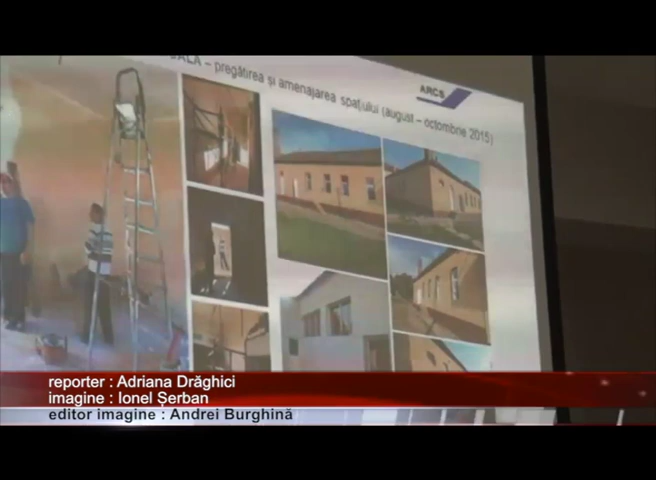 – pregătirea și amenajarea spațiului (august – octombrie 2015)
ARCS
reporter : Adriana Drăghici
imagine : Ionel Șerban
editor imagine : Andrei Burghină